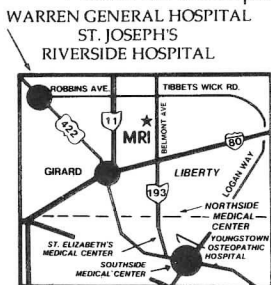 WARREN GENERAL HOSPITAL
ST. JOSEPH'S
RIVERSIDE HOSPITAL
ROBBINS AVE.
TIBBETS WICK RD.
422
11
MRI
BELMONT AVE
80
GIRARD
LIBERTY
LOGAN WAY
193
NORTHSIDE
MEDICAL
CENTER
ST. ELIZABETH'S
MEDICAL CENTER
YOUNGSTOWN
OSTEOPATHIC
HOSPITAL
SOUTHSIDE
MEDICAL CENTER